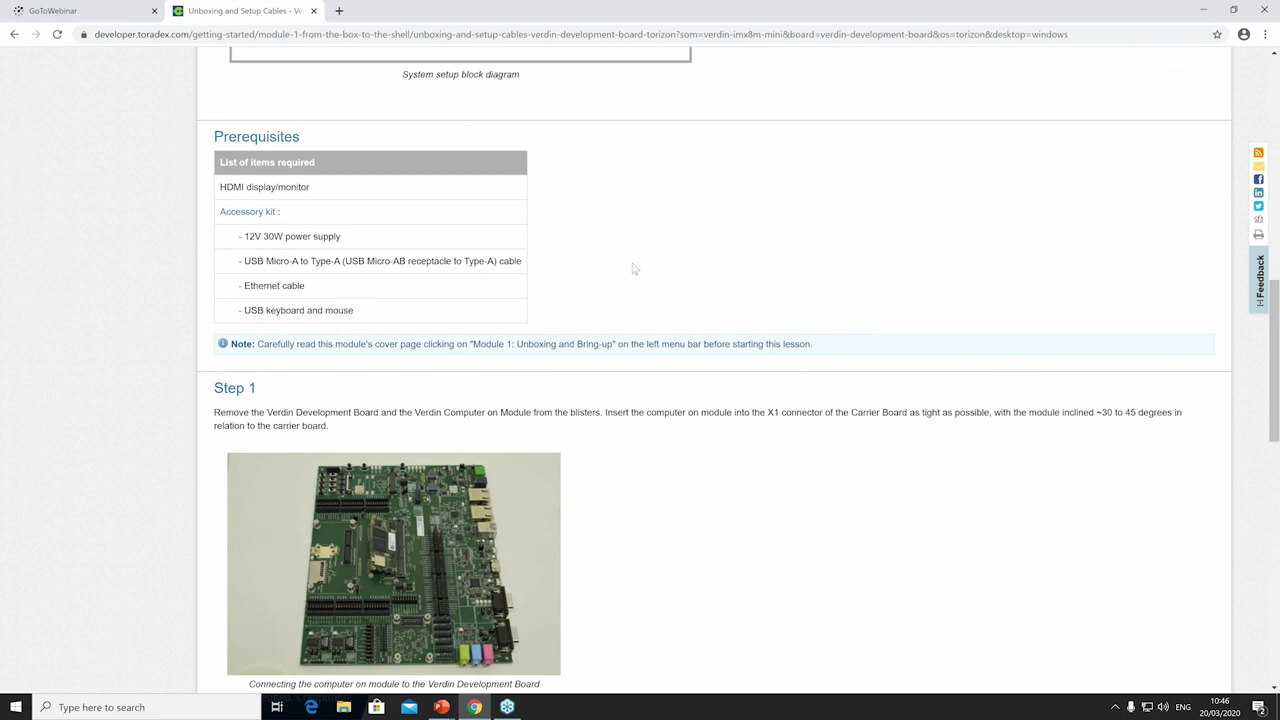 GoToWebinar
Unboxing and Setup Cables - Ve
developer.toradex.com/getting-started/module-1-from-the-box-to-the-shell/unboxing-and-setup-cables-verdin-development-board-torizon?som=verdin-imx8m-mini&board=verdin-development-board&os=torizon&desktop=windows
System setup block diagram
Prerequisites
List of items required
HDMI display/monitor
Accessory kit :
- 12V 30W power supply
- USB Micro-A to Type-A (USB Micro-AB receptacle to Type-A) cable
- Ethernet cable
- USB keyboard and mouse
Note: Carefully read this module's cover page clicking on "Module 1: Unboxing and Bring-up" on the left menu bar before starting this lesson.
[-] Feedback
Step 1
Remove the Verdin Development Board and the Verdin Computer on Module from the blisters. Insert the computer on module into the X1 connector of the Carrier Board as tight as possible, with the module inclined ~30 to 45 degrees in
relation to the carrier board.
Connecting the computer on module to the Verdin Development Board
Type here to search
ENG
10:46
20/03/2020
2